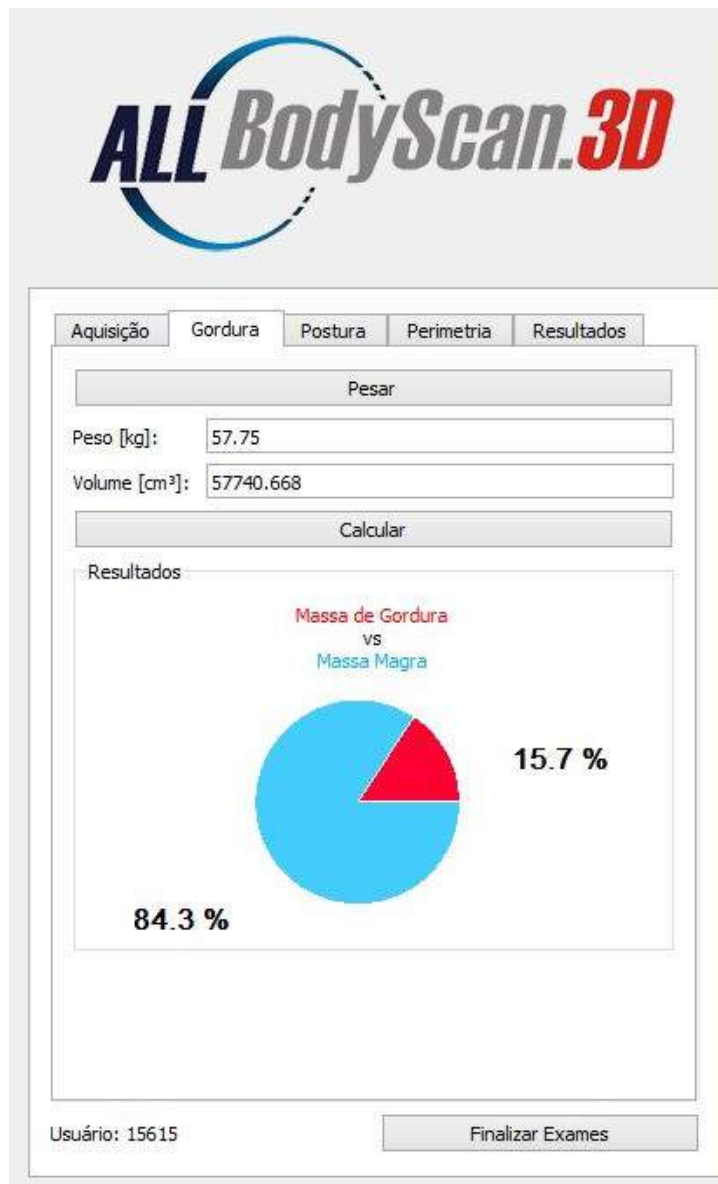 ALL BodyScan.3D
Aquisição Gordura Postura Perimetria Resultados
Pesar
Peso [kg]: 57.75
Volume [cm³]: 57740.668
Calcular
Resultados
Massa de Gordura
vs
Massa Magra
15.7 %
84.3 %
Usuário: 15615 Finalizar Exames